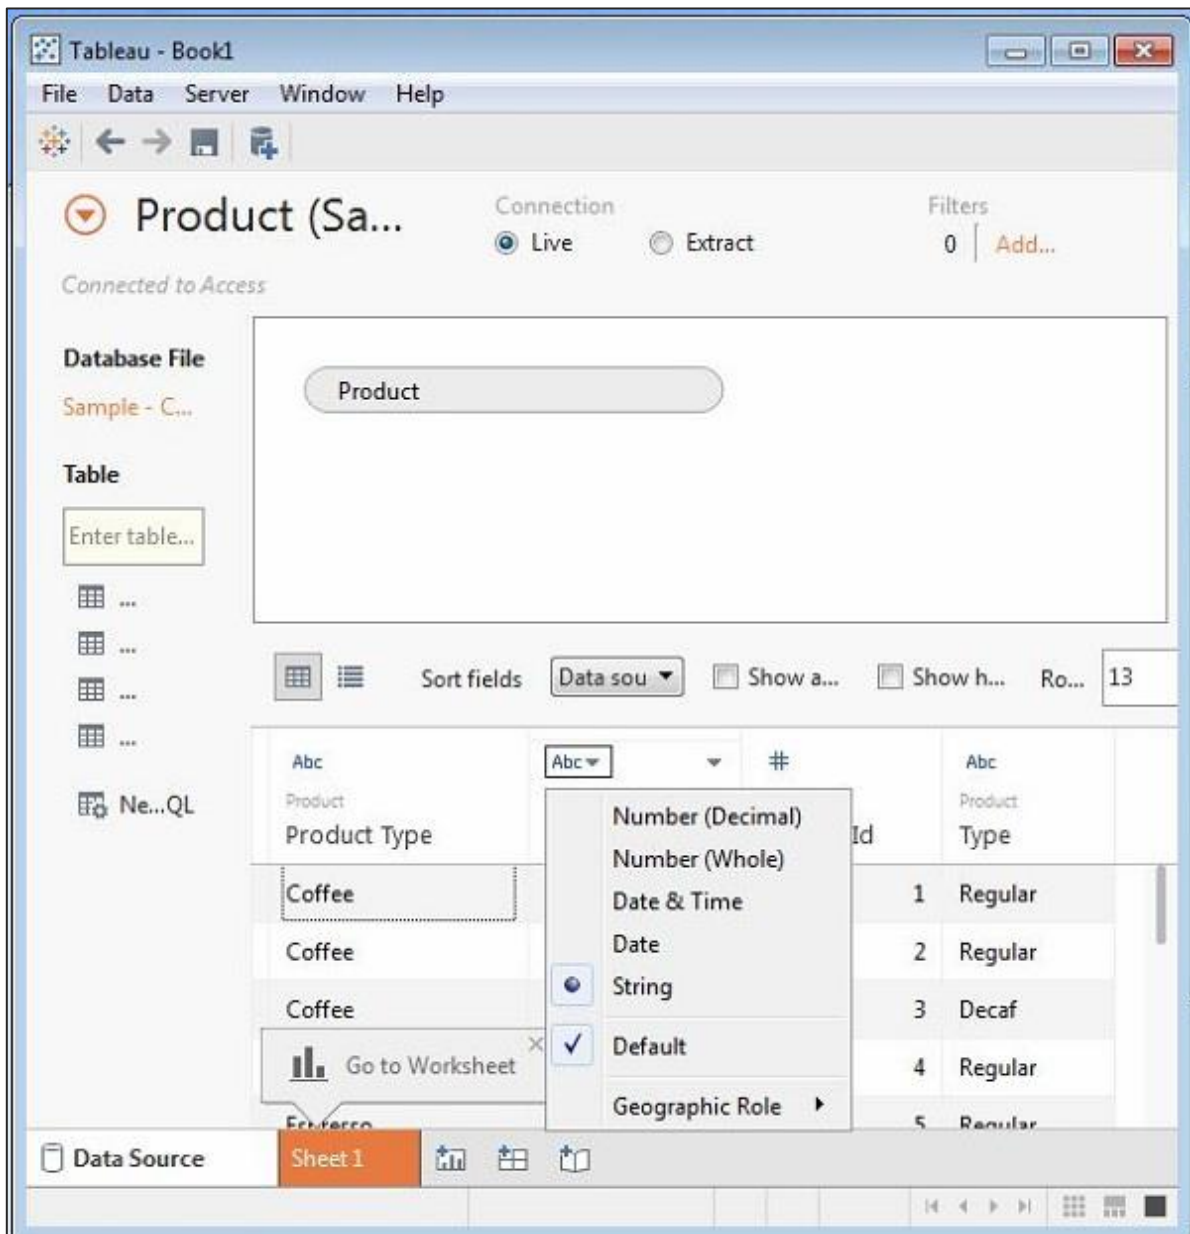 Tableau - Book1
File Data Server Window Help
Product (Sa...
Connection
Live Extract
Filters
0 Add...
Connected to Access
Database File
Sample - C...
Table
Enter table...
...
...
...
...
Ne...QL
Product
Sort fields Data sou Show a... Show h... Ro... 13
Abc Abc # Abc
Product Product
Product Type Id Type
Coffee 1 Regular
Coffee 2 Regular
Coffee 3 Decaf
4 Regular
Espresso 5 Regular
Number (Decimal)
Number (Whole)
Date & Time
Date
String
Default
Geographic Role
Go to Worksheet
Data Source Sheet 1